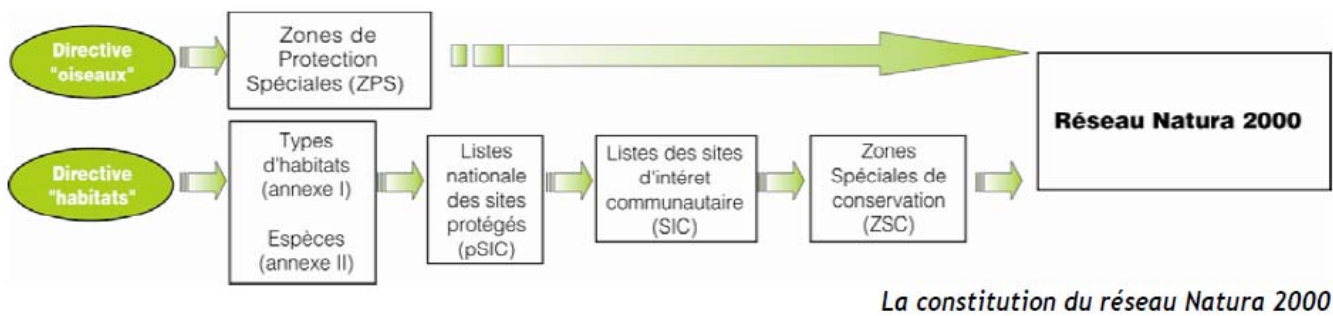 Directive
"oiseaux"
Zones de
Protection
Spéciales (ZPS)
Réseau Natura 2000
Directive
"habitats"
Types
d'habitats
(annexe I)
Espèces
(annexe II)
Listes
nationale
des sites
protégés
(pSIC)
Listes des sites
d'intéret
communautaire
(SIC)
Zones
Spéciales de
conservation
(ZSC)
La constitution du réseau Natura 2000